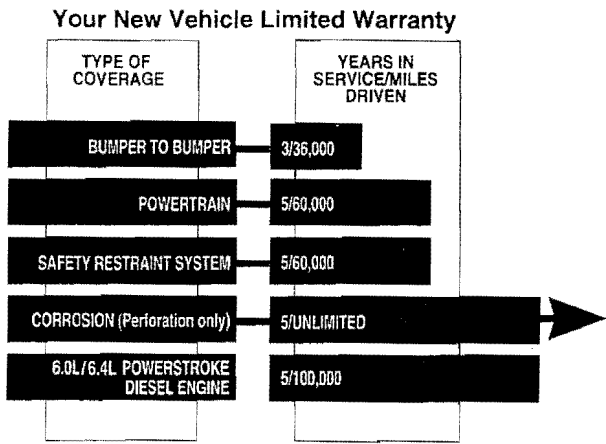 Your New Vehicle Limited Warranty
TYPE OF
COVERAGE
YEARS IN
SERVICE/MILES
DRIVEN
BUMPER TO BUMPER
3/36,000
POWERTRAIN
5/60,000
SAFETY RESTRAINT SYSTEM
5/60,000
CORROSION (Perforation only)
5/UNLIMITED
6.0L/6.4L POWERSTROKE
DIESEL ENGINE
5/100,000